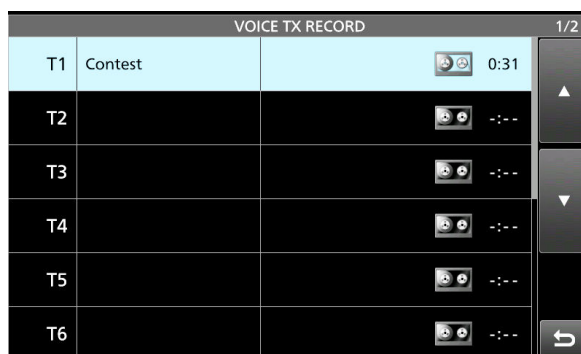 VOICE TX RECORD 1/2
T1 Contest 0:31
T2 -:--
T3 -:--
T4 -:--
T5 -:--
T6 -:--